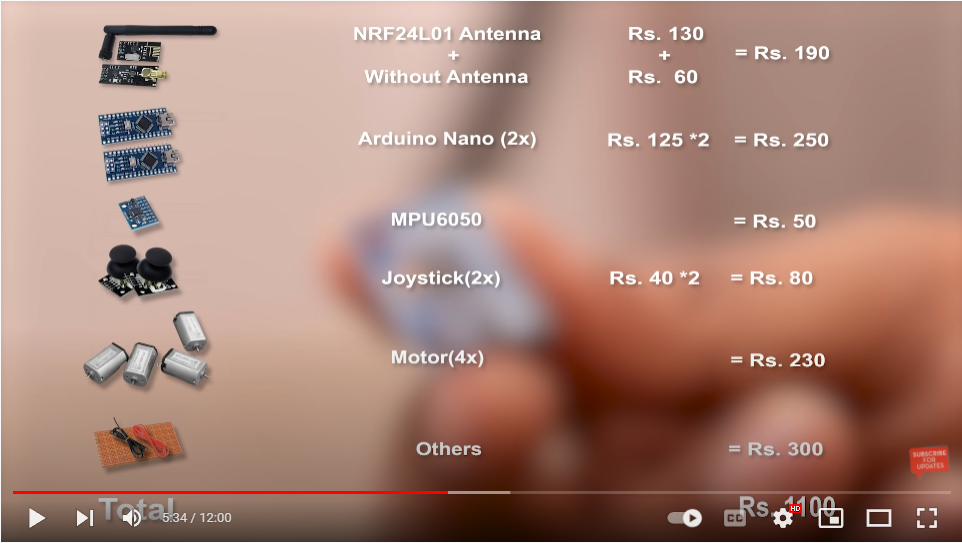 NRF24L01 Antenna Rs. 130
+ + = Rs. 190
Without Antenna Rs. 60
Arduino Nano (2x) Rs. 125 *2 = Rs. 250
MPU6050 = Rs. 50
Joystick(2x) Rs. 40 *2 = Rs. 80
Motor(4x) = Rs. 230
Others = Rs. 300
SUBSCRIBE
FOR
UPDATES
Total Rs. 1100
5:34 / 12:00 CC HD